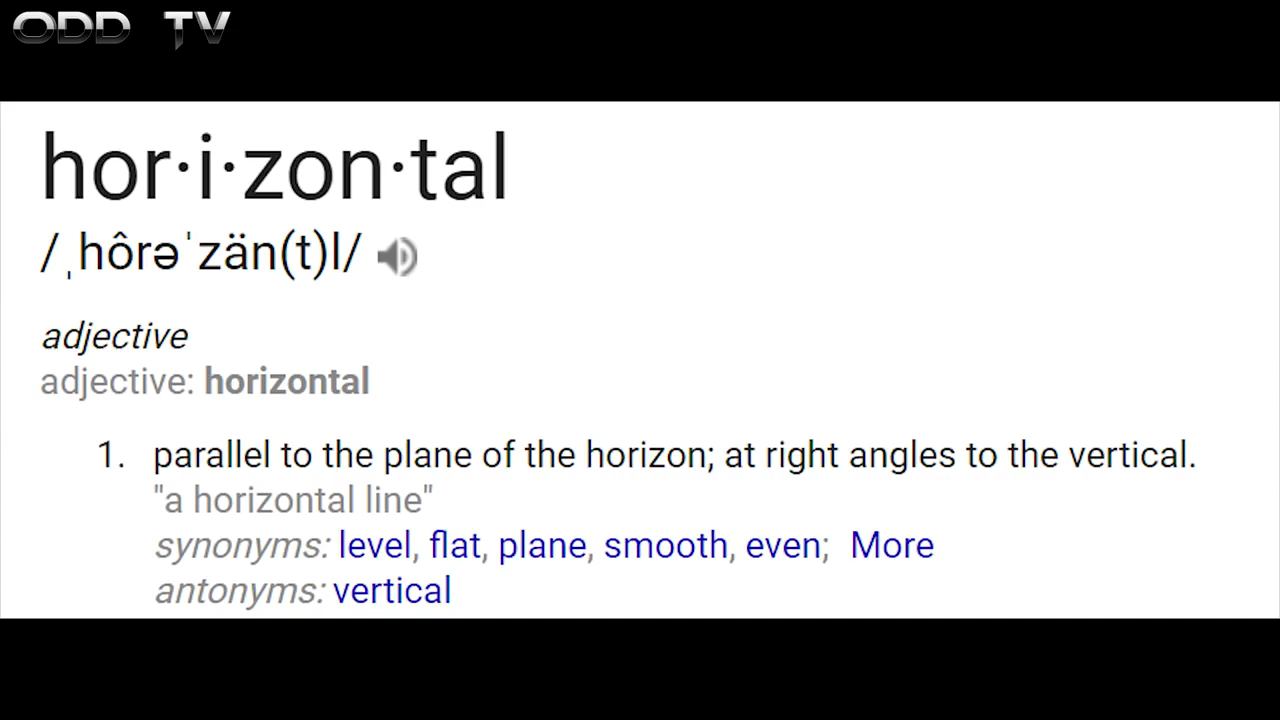 ODD TV
hor·i·zon·tal
/ˌhôrəˈzän(t)l/
adjective
adjective: horizontal
1. parallel to the plane of the horizon; at right angles to the vertical.
"a horizontal line"
synonyms: level, flat, plane, smooth, even; More
antonyms: vertical